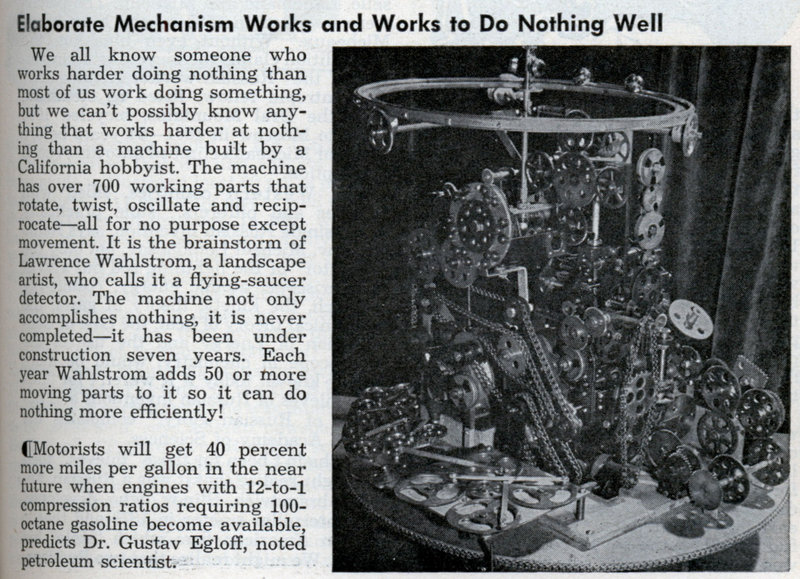 Elaborate Mechanism Works and Works to Do Nothing Well
We all know someone who
works harder doing nothing than
most of us work doing something,
but we can't possibly know any-
thing that works harder at noth-
ing than a machine built by a
California hobbyist. The machine
has over 700 working parts that
rotate, twist, oscillate and recip-
rocate—all for no purpose except
movement. It is the brainstorm of
Lawrence Wahlstrom, a landscape
artist, who calls it a flying-saucer
detector. The machine not only
accomplishes nothing, it is never
completed—it has been under
construction seven years. Each
year Wahlstrom adds 50 or more
moving parts to it so it can do
nothing more efficiently!
¶Motorists will get 40 percent
more miles per gallon in the near
future when engines with 12-to-1
compression ratios requiring 100-
octane gasoline become available,
predicts Dr. Gustav Egloff, noted
petroleum scientist.